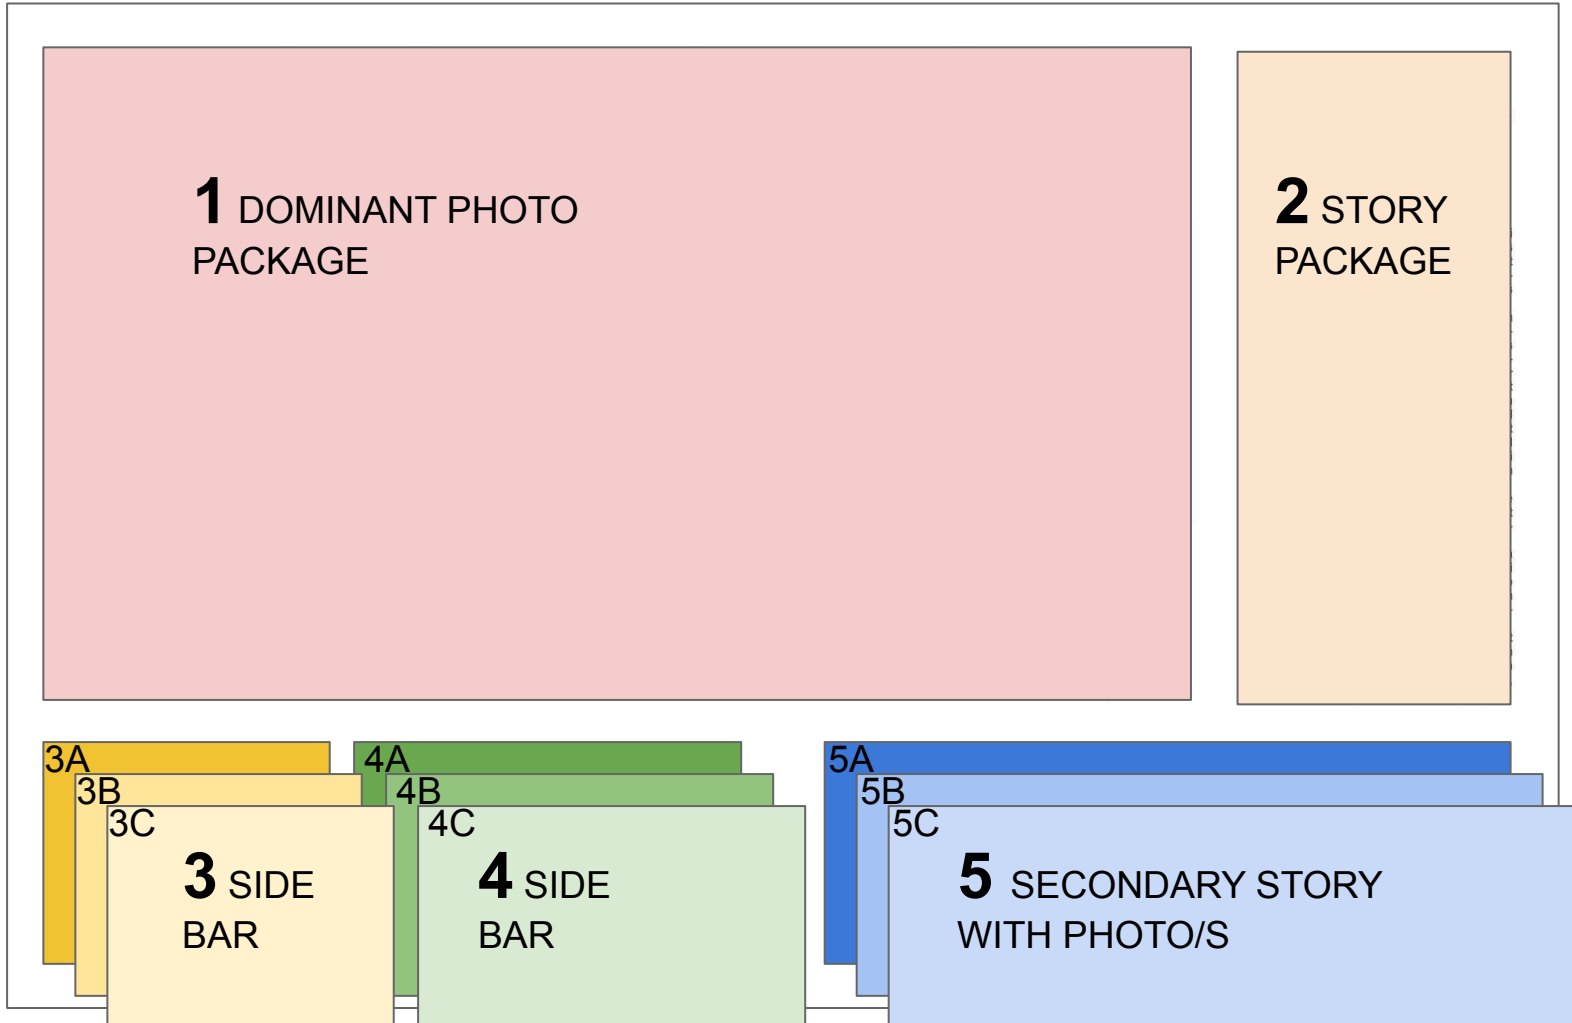 1 DOMINANT PHOTO
PACKAGE
2 STORY
PACKAGE
3A
3B
3C
3 SIDE
BAR
4A
4B
4C
4 SIDE
BAR
5A
5B
5C
5 SECONDARY STORY
WITH PHOTO/S